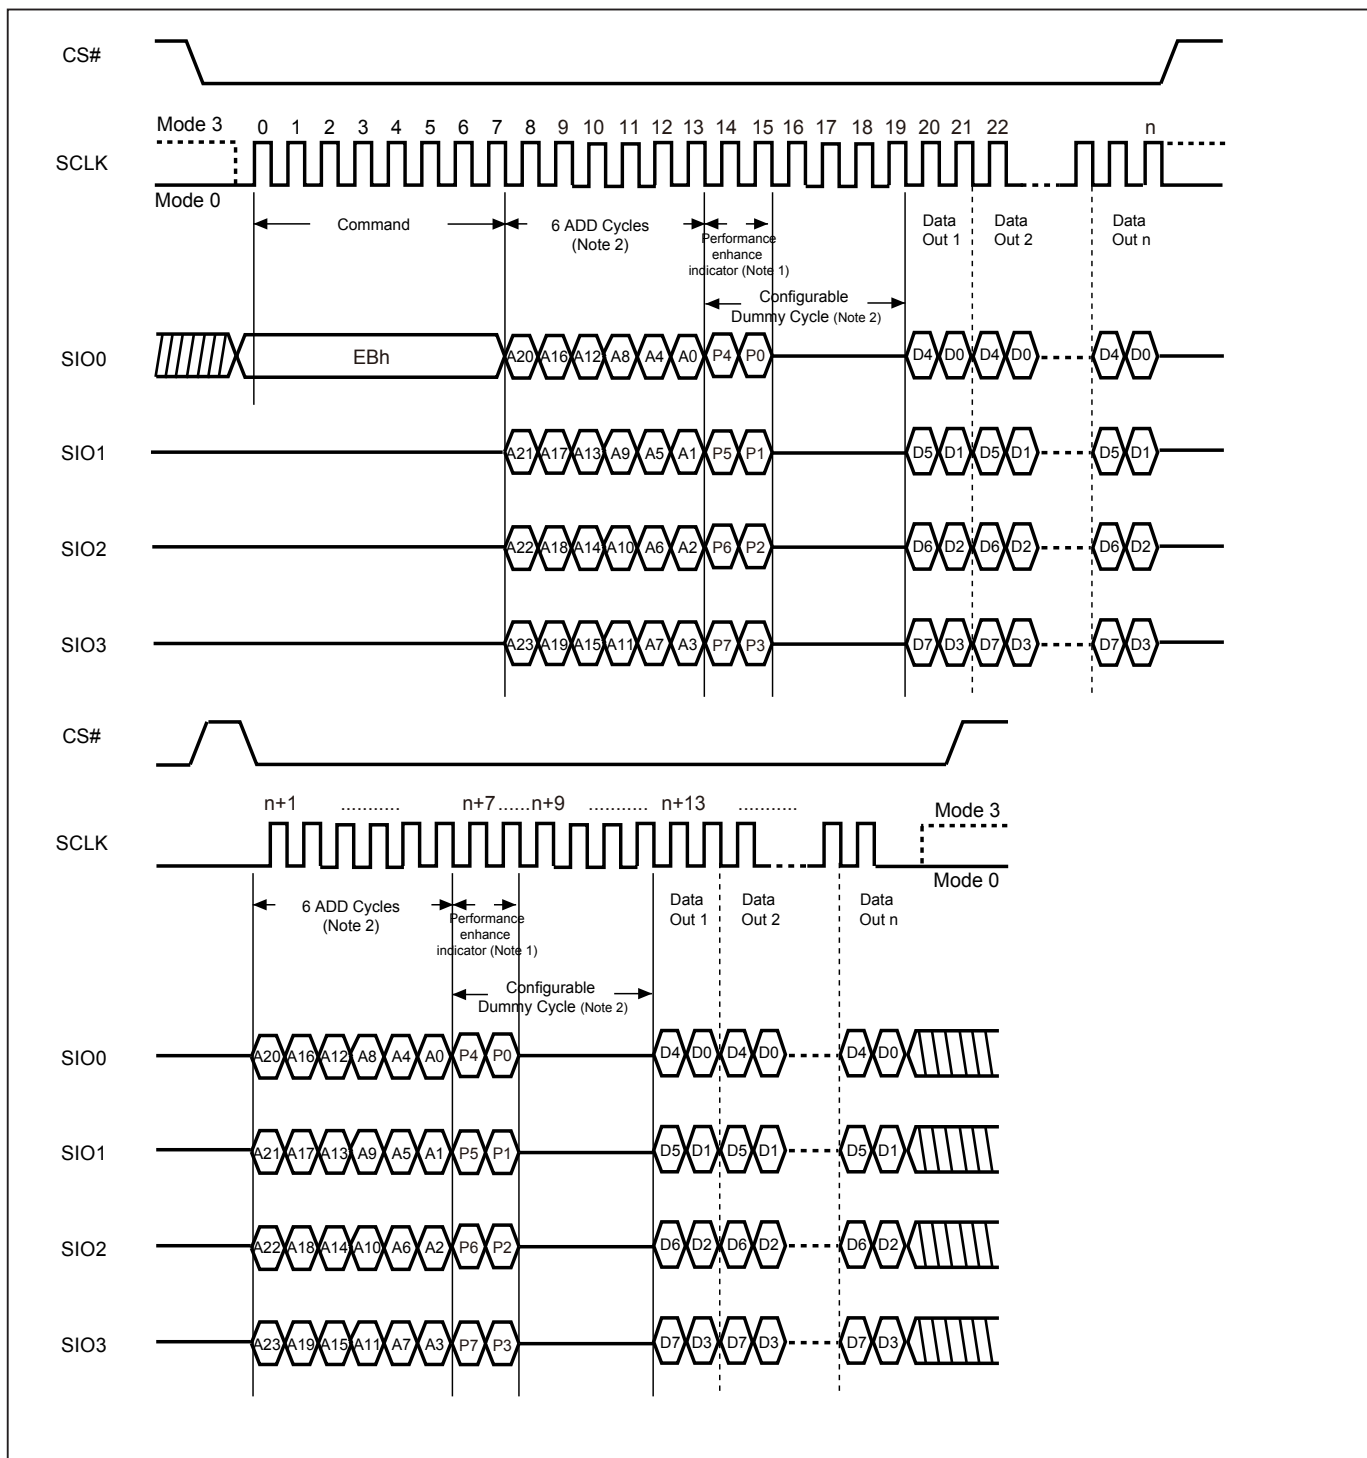 CS#
Mode 3
0 1 2 3 4 5 6 7 8 9 10 11 12 13 14 15 16 17 18 19 20 21 22 n
SCLK
Mode 0
Command
6 ADD Cycles
(Note 2)
Performance
enhance
indicator (Note 1)
Data
Out 1
Data
Out 2
Data
Out n
Configurable
Dummy Cycle (Note 2)
SIO0 EBh A20 A16 A12 A8 A4 A0 P4 P0 D4 D0 D4 D0 D4 D0
SIO1 A21 A17 A13 A9 A5 A1 P5 P1 D5 D1 D5 D1 D5 D1
SIO2 A22 A18 A14 A10 A6 A2 P6 P2 D6 D2 D6 D2 D6 D2
SIO3 A23 A19 A15 A11 A7 A3 P7 P3 D7 D3 D7 D3 D7 D3
CS#
n+1 ........... n+7 ......n+9 ........... n+13 ...........
Mode 3
SCLK
Mode 0
6 ADD Cycles
(Note 2)
Performance
enhance
indicator (Note 1)
Data
Out 1
Data
Out 2
Data
Out n
Configurable
Dummy Cycle (Note 2)
SIO0 A20 A16 A12 A8 A4 A0 P4 P0 D4 D0 D4 D0 D4 D0
SIO1 A21 A17 A13 A9 A5 A1 P5 P1 D5 D1 D5 D1 D5 D1
SIO2 A22 A18 A14 A10 A6 A2 P6 P2 D6 D2 D6 D2 D6 D2
SIO3 A23 A19 A15 A11 A7 A3 P7 P3 D7 D3 D7 D3 D7 D3